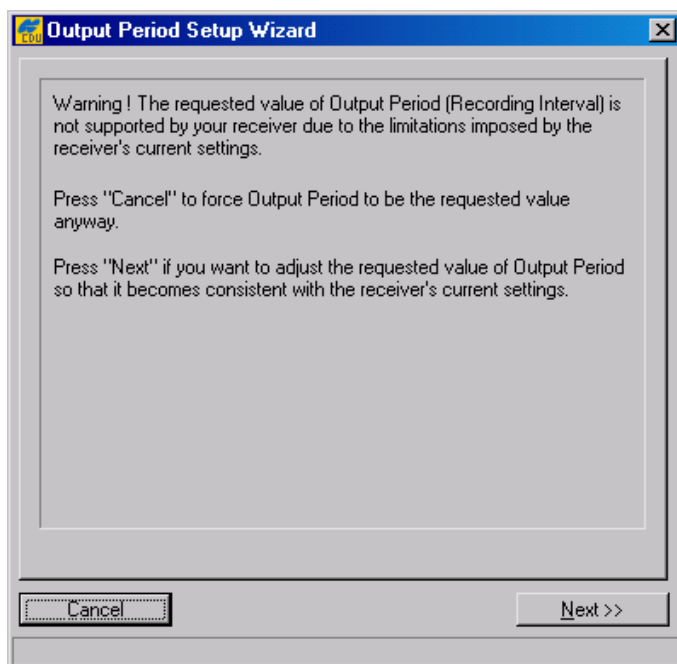 EDU
Output Period Setup Wizard
Warning ! The requested value of Output Period (Recording Interval) is
not supported by your receiver due to the limitations imposed by the
receiver's current settings.
Press "Cancel" to force Output Period to be the requested value
anyway.
Press "Next" if you want to adjust the requested value of Output Period
so that it becomes consistent with the receiver's current settings.
Cancel
Next >>